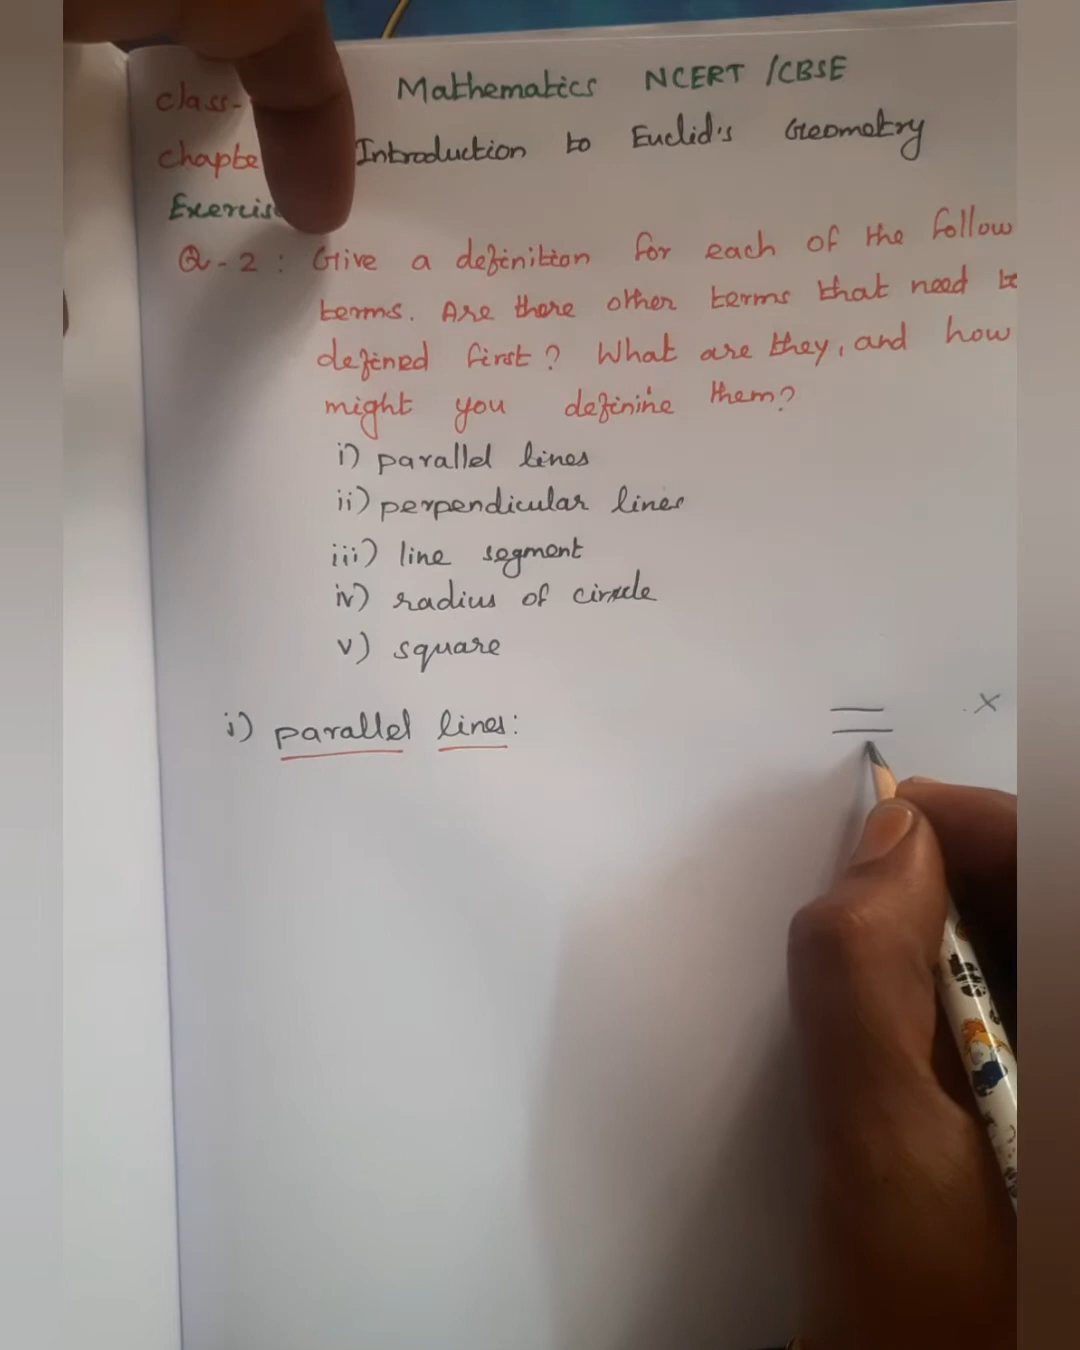 class- Mathematics NCERT /CBSE
chapte Introduction to Euclid's Geometry
Exercis
Q-2: Give a definition for each of the follow
terms. Are there other terms that need to
defined first? What are they, and how
might you definine them?
i) parallel lines
ii) perpendicular lines
iii) line segment
iv) radius of circle
v) square
i) parallel lines: